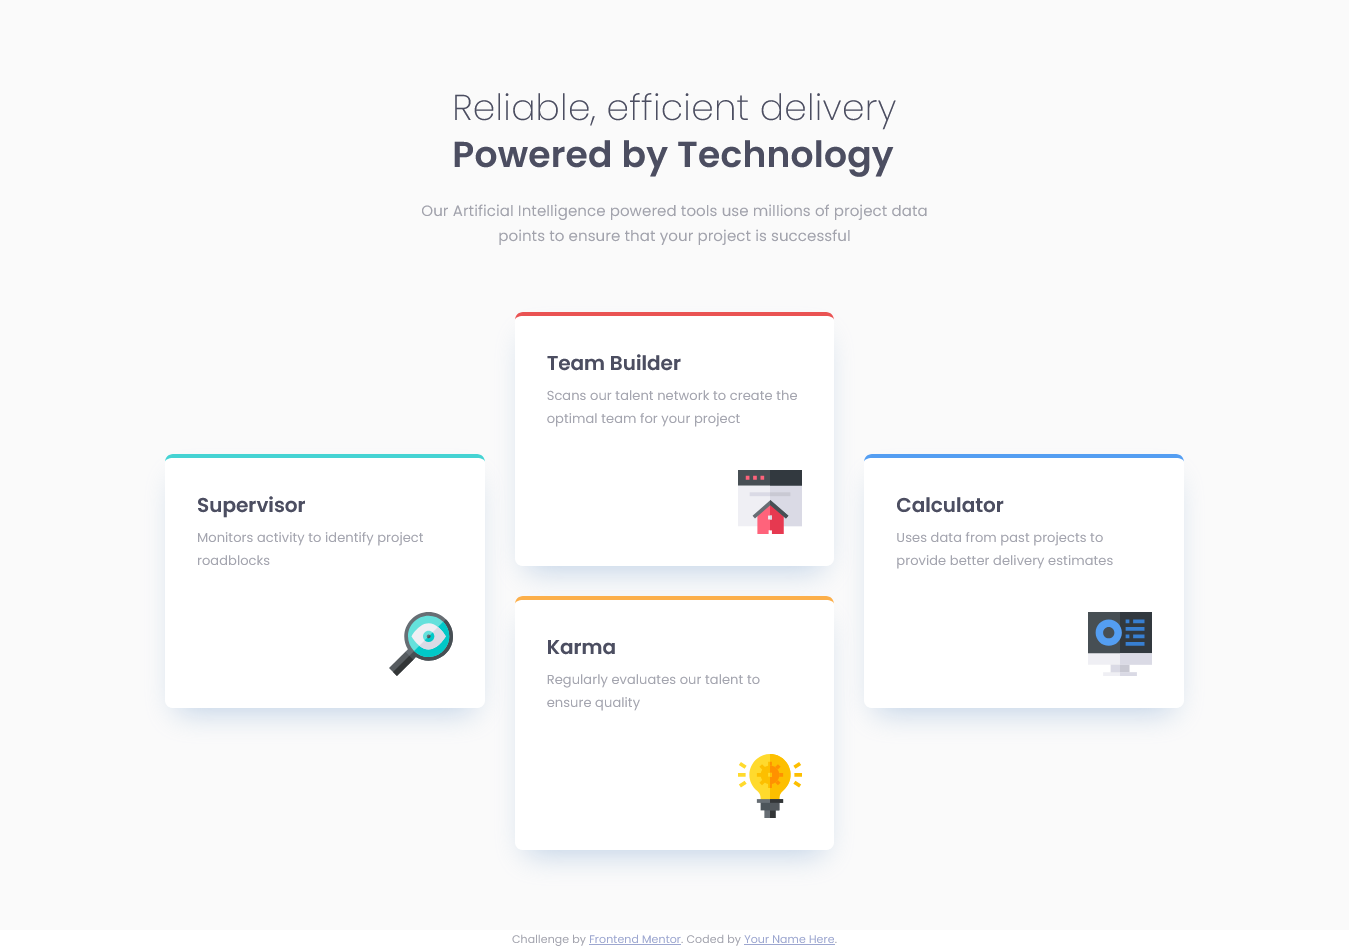 Reliable, efficient delivery
Powered by Technology
Our Artificial Intelligence powered tools use millions of project data
points to ensure that your project is successful
Team Builder
Scans our talent network to create the
optimal team for your project
Supervisor
Monitors activity to identify project
roadblocks
Calculator
Uses data from past projects to
provide better delivery estimates
Karma
Regularly evaluates our talent to
ensure quality
Challenge by Frontend Mentor. Coded by Your Name Here.